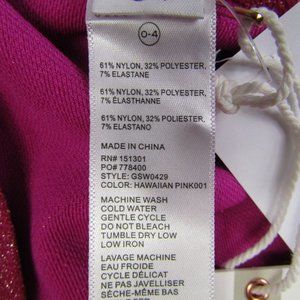 0-4
61% NYLON, 32% POLYESTER,
7% ELASTANE
61% NYLON, 32% POLYESTER,
7% ÉLASTHANNE
61% NYLON, 32% POLIESTER,
7% ELASTANO
MADE IN CHINA
RN# 151301
PO# 778400
STYLE: GSW0429
COLOR: HAWAIIAN PINK001
MACHINE WASH
COLD WATER
GENTLE CYCLE
DO NOT BLEACH
TUMBLE DRY LOW
LOW IRON
LAVAGE MACHINE
EAU FROIDE
CYCLE DÉLICAT
NE PAS JAVELLISER
SÈCHE-MÊME PAS